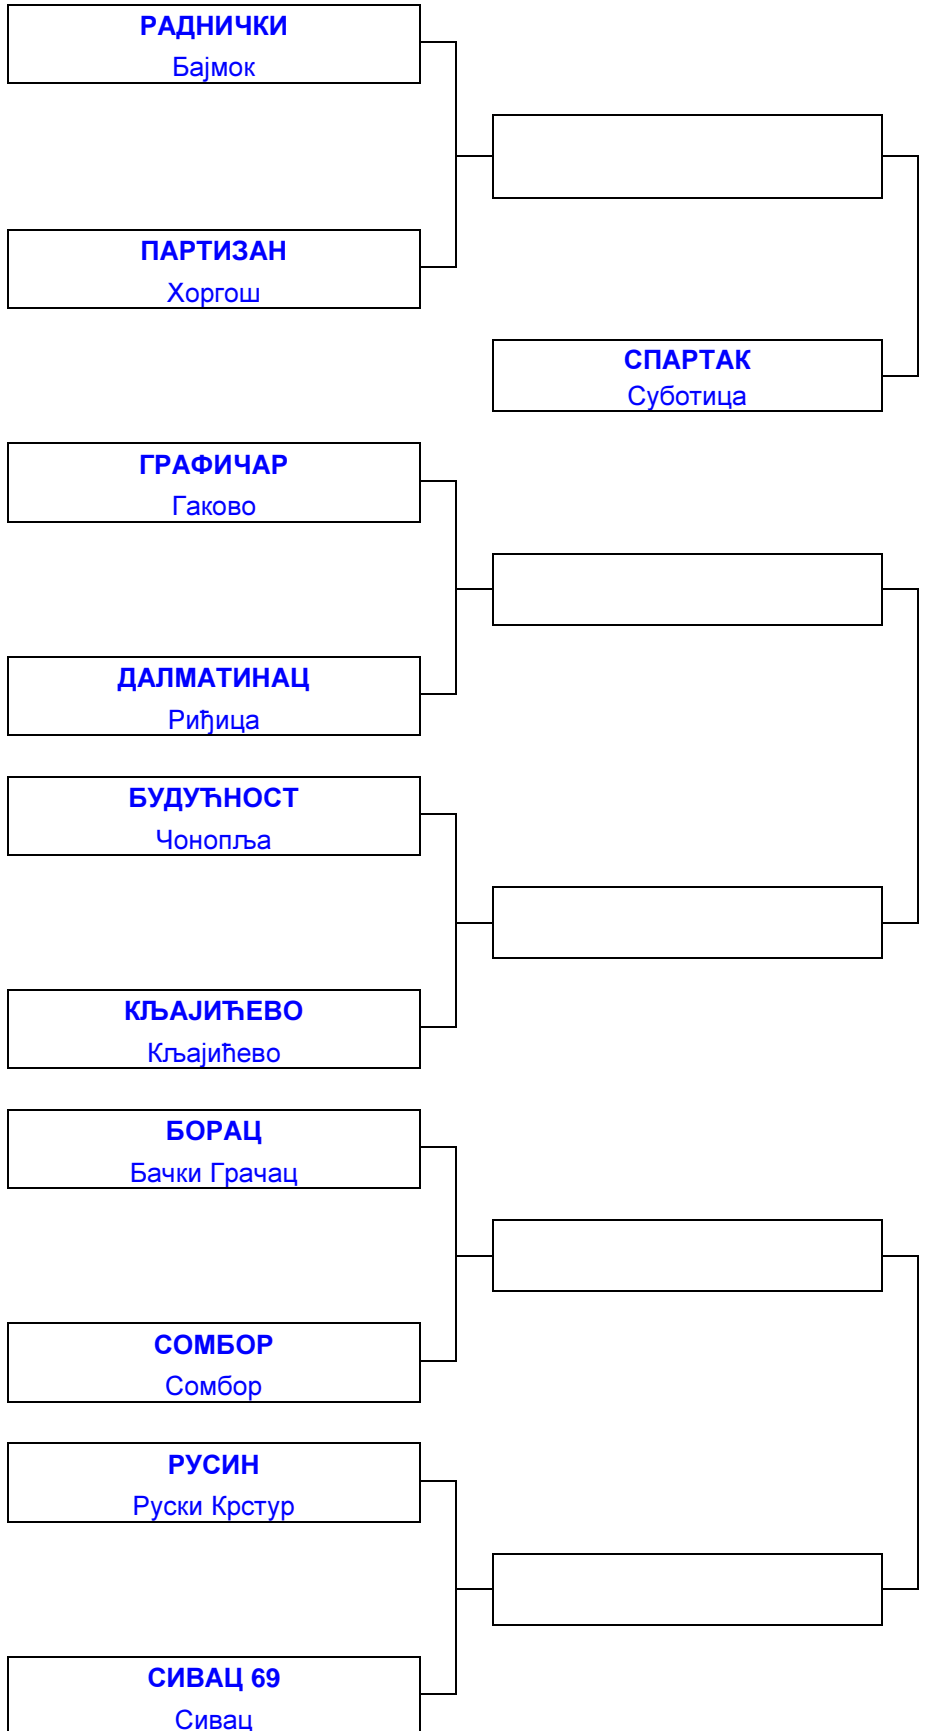 РАДНИЧКИ
Бајмок
ПАРТИЗАН
Хоргош
СПАРТАК
Суботица
ГРАФИЧАР
Гаково
ДАЛМАТИНАЦ
Риђица
БУДУЋНОСТ
Чонопља
КЉАЈИЋЕВО
Кљајићево
БОРАЦ
Бачки Грачац
СОМБОР
Сомбор
РУСИН
Руски Крстур
СИВАЦ 69
Сивац